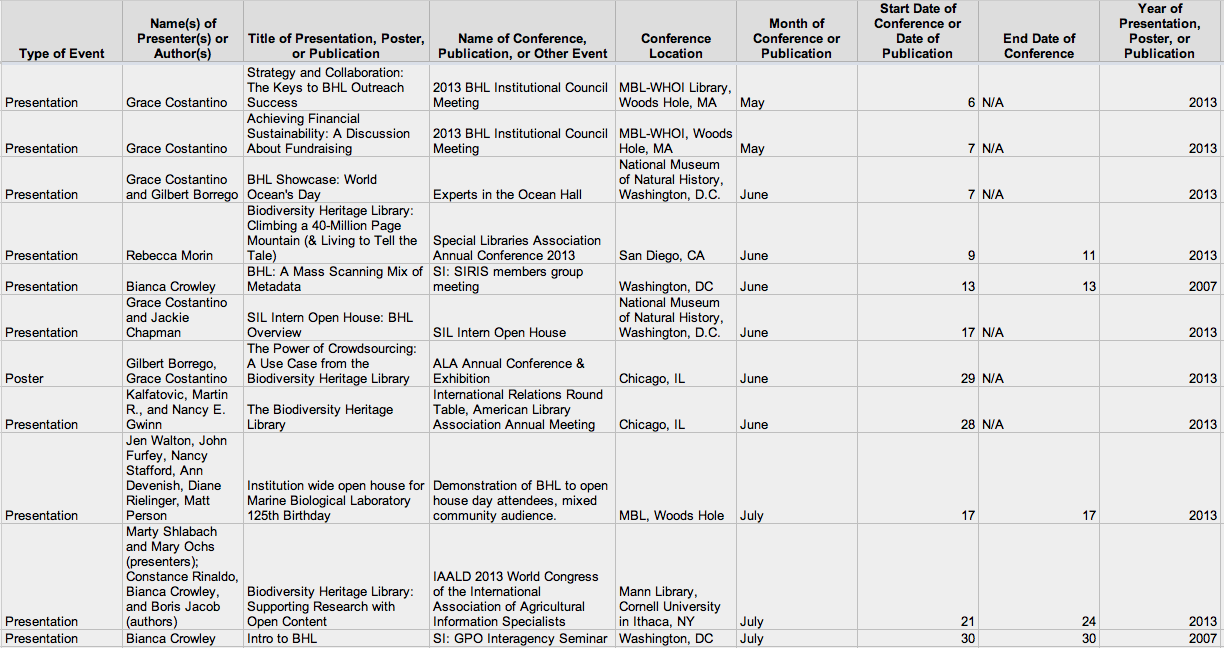 Type of Event | Name(s) of Presenter(s) or Author(s) | Title of Presentation, Poster, or Publication | Name of Conference, Publication, or Other Event | Conference Location | Month of Conference or Publication | Start Date of Conference or Date of Publication | End Date of Conference | Year of Presentation, Poster, or Publication
Presentation | Grace Costantino | Strategy and Collaboration: The Keys to BHL Outreach Success | 2013 BHL Institutional Council Meeting | MBL-WHOI Library, Woods Hole, MA | May | 6 | N/A | 2013
Presentation | Grace Costantino | Achieving Financial Sustainability: A Discussion About Fundraising | 2013 BHL Institutional Council Meeting | MBL-WHOI, Woods Hole, MA | May | 7 | N/A | 2013
Presentation | Grace Costantino and Gilbert Borrego | BHL Showcase: World Ocean's Day | Experts in the Ocean Hall | National Museum of Natural History, Washington, D.C. | June | 7 | N/A | 2013
Presentation | Rebecca Morin | Biodiversity Heritage Library: Climbing a 40-Million Page Mountain (& Living to Tell the Tale) | Special Libraries Association Annual Conference 2013 | San Diego, CA | June | 9 | 11 | 2013
Presentation | Bianca Crowley | BHL: A Mass Scanning Mix of Metadata | SI: SIRIS members group meeting | Washington, DC | June | 13 | 13 | 2007
Presentation | Grace Costantino and Jackie Chapman | SIL Intern Open House: BHL Overview | SIL Intern Open House | National Museum of Natural History, Washington, D.C. | June | 17 | N/A | 2013
Poster | Gilbert Borrego, Grace Costantino | The Power of Crowdsourcing: A Use Case from the Biodiversity Heritage Library | ALA Annual Conference & Exhibition | Chicago, IL | June | 29 | N/A | 2013
Presentation | Kalfatovic, Martin R., and Nancy E. Gwinn | The Biodiversity Heritage Library | International Relations Round Table, American Library Association Annual Meeting | Chicago, IL | June | 28 | N/A | 2013
Presentation | Jen Walton, John Furfey, Nancy Stafford, Ann Devenish, Diane Rielinger, Matt Person | Institution wide open house for Marine Biological Laboratory 125th Birthday | Demonstration of BHL to open house day attendees, mixed community audience. | MBL, Woods Hole | July | 17 | 17 | 2013
Presentation | Marty Shlabach and Mary Ochs (presenters); Constance Rinaldo, Bianca Crowley, and Boris Jacob (authors) | Biodiversity Heritage Library: Supporting Research with Open Content | IAALD 2013 World Congress of the International Association of Agricultural Information Specialists | Mann Library, Cornell University in Ithaca, NY | July | 21 | 24 | 2013
Presentation | Bianca Crowley | Intro to BHL | SI: GPO Interagency Seminar | Washington, DC | July | 30 | 30 | 2007